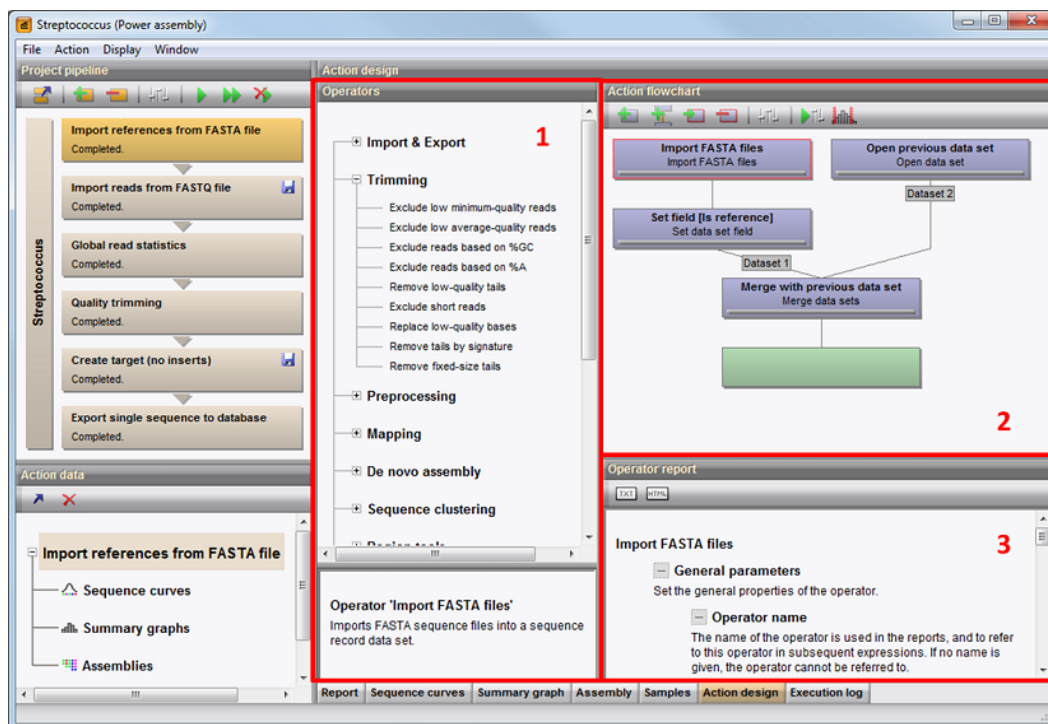 Streptococcus (Power assembly)
File Action Display Window
Project pipeline
Streptococcus
Import references from FASTA file
Completed.
Import reads from FASTQ file
Completed.
Global read statistics
Completed.
Quality trimming
Completed.
Create target (no inserts)
Completed.
Export single sequence to database
Completed.
Action data
Import references from FASTA file
Sequence curves
Summary graphs
Assemblies
Action design
Operators
1
Import & Export
Trimming
Exclude low minimum-quality reads
Exclude low average-quality reads
Exclude reads based on %GC
Exclude reads based on %A
Remove low-quality tails
Exclude short reads
Replace low-quality bases
Remove tails by signature
Remove fixed-size tails
Preprocessing
Mapping
De novo assembly
Sequence clustering
Region tools
Operator 'Import FASTA files'
Imports FASTA sequence files into a sequence
record data set.
Action flowchart
Import FASTA files
Import FASTA files
Open previous data set
Open data set
Dataset 2
Set field [Is reference]
Set data set field
Dataset 1
Merge with previous data set
Merge data sets
2
Operator report
TXT HTML
3
Import FASTA files
General parameters
Set the general properties of the operator.
Operator name
The name of the operator is used in the reports, and to refer
to this operator in subsequent expressions. If no name is
given, the operator cannot be referred to.
Report Sequence curves Summary graph Assembly Samples Action design Execution log